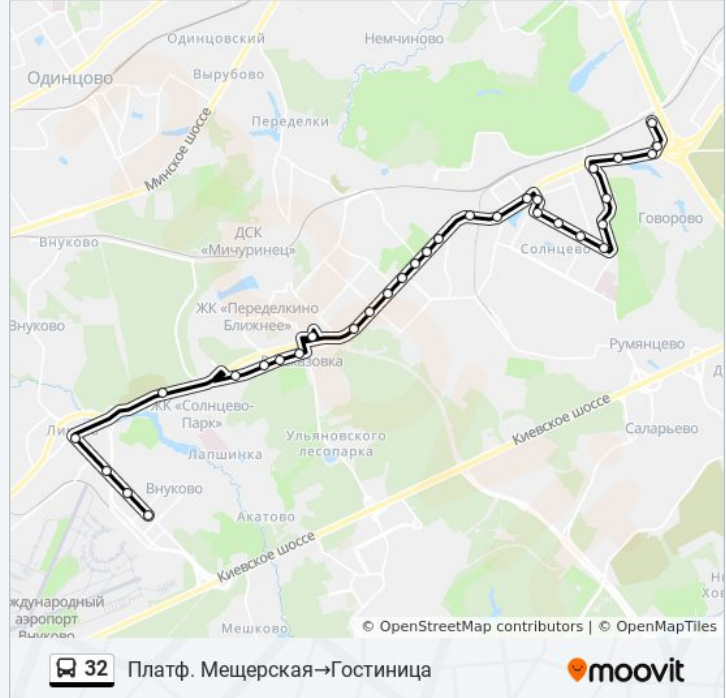 Одинцовский
Немчиново
Одинцово
Вырубово
Переделки
Минское шоссе
Говорово
ДСК
«Мичуринец»
Внуково
Солнцево
ЖК «Переделкино
Ближнее»
Внуково
Румянцево
ЖК «Солнцево-
Парк»
Киевское шоссе
Ульяновского
лесопарка
Саларьево
Лапшинка
Внуково
Акатово
Киевское шоссе
ждународный
аэропорт
Внуково
Мешково
© OpenStreetMap contributors | © OpenMapTiles
32 Платф. Мещерская→Гостиница
moovit